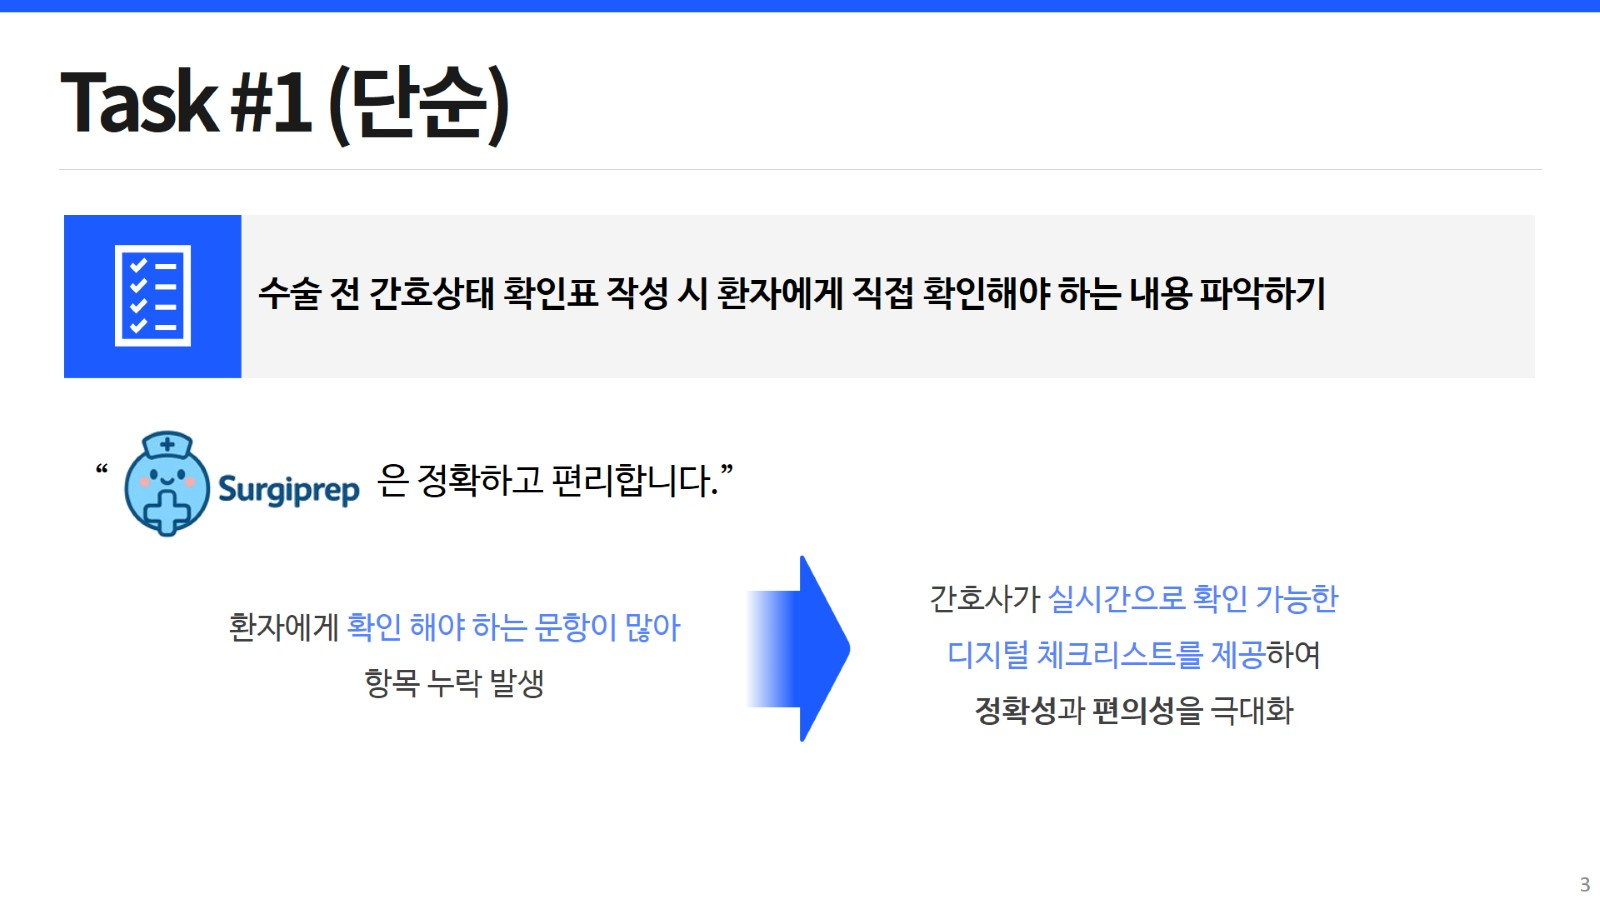 Task #1 (단순)
수술 전 간호상태 확인표 작성 시 환자에게 직접 확인해야 하는 내용 파악하기
“ Surgiprep 은 정확하고 편리합니다.”
환자에게 확인 해야 하는 문항이 많아
항목 누락 발생
간호사가 실시간으로 확인 가능한
디지털 체크리스트를 제공하여
정확성과 편의성을 극대화
3